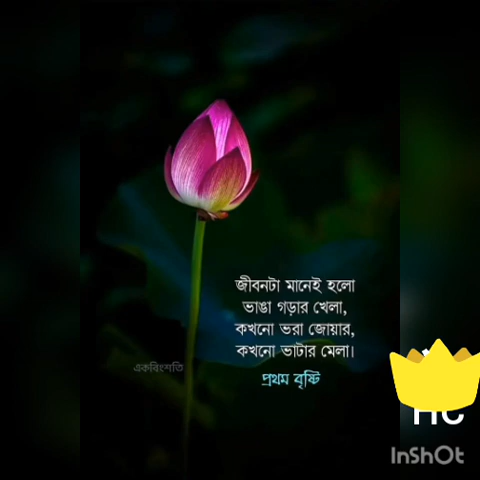 জীবনটা মানেই হলো
ভাঙা গড়ার খেলা,
কখনো ভরা জোয়ার,
কখনো ভাটার মেলা।
একবিংশতি
প্রথম বৃষ্টি
InShOt